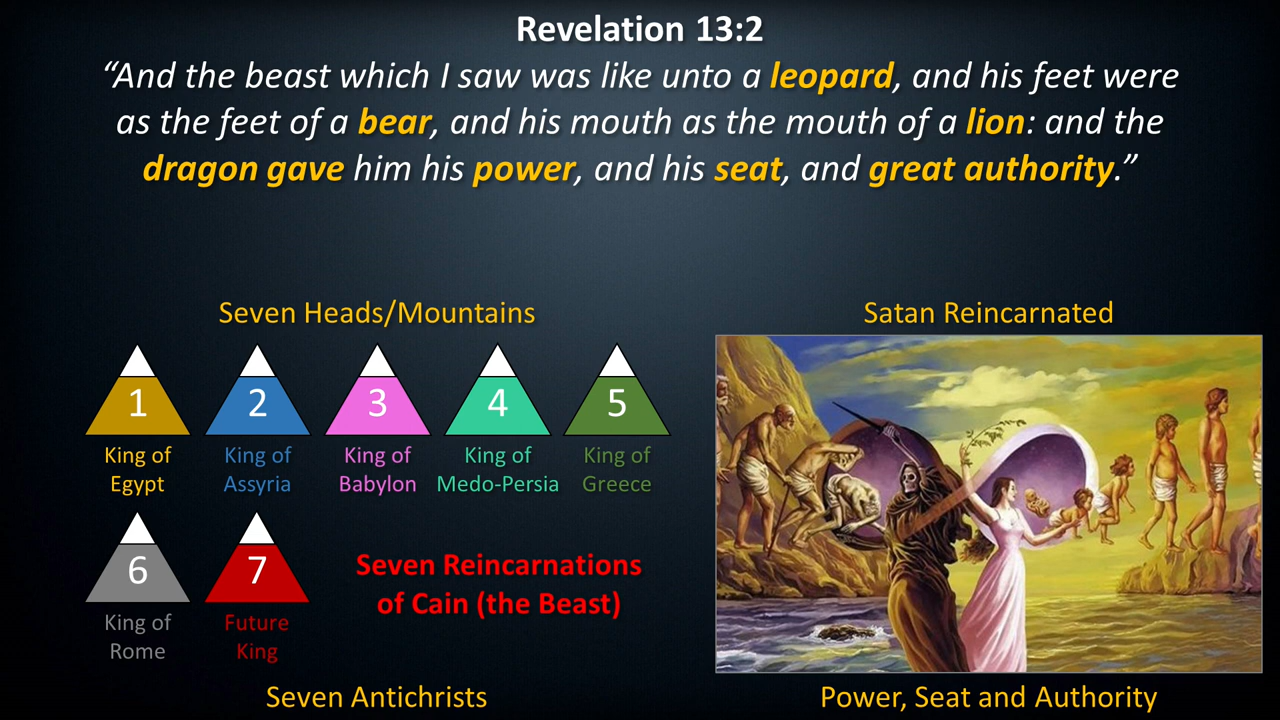 Revelation 13:2
“And the beast which I saw was like unto a leopard, and his feet were
as the feet of a bear, and his mouth as the mouth of a lion: and the
dragon gave him his power, and his seat, and great authority.”
Seven Heads/Mountains
1
2
3
4
5
King of
Egypt
King of
Assyria
King of
Babylon
King of
Medo-Persia
King of
Greece
6
7
King of
Rome
Future
King
Seven Reincarnations
of Cain (the Beast)
Seven Antichrists
Satan Reincarnated
Power, Seat and Authority